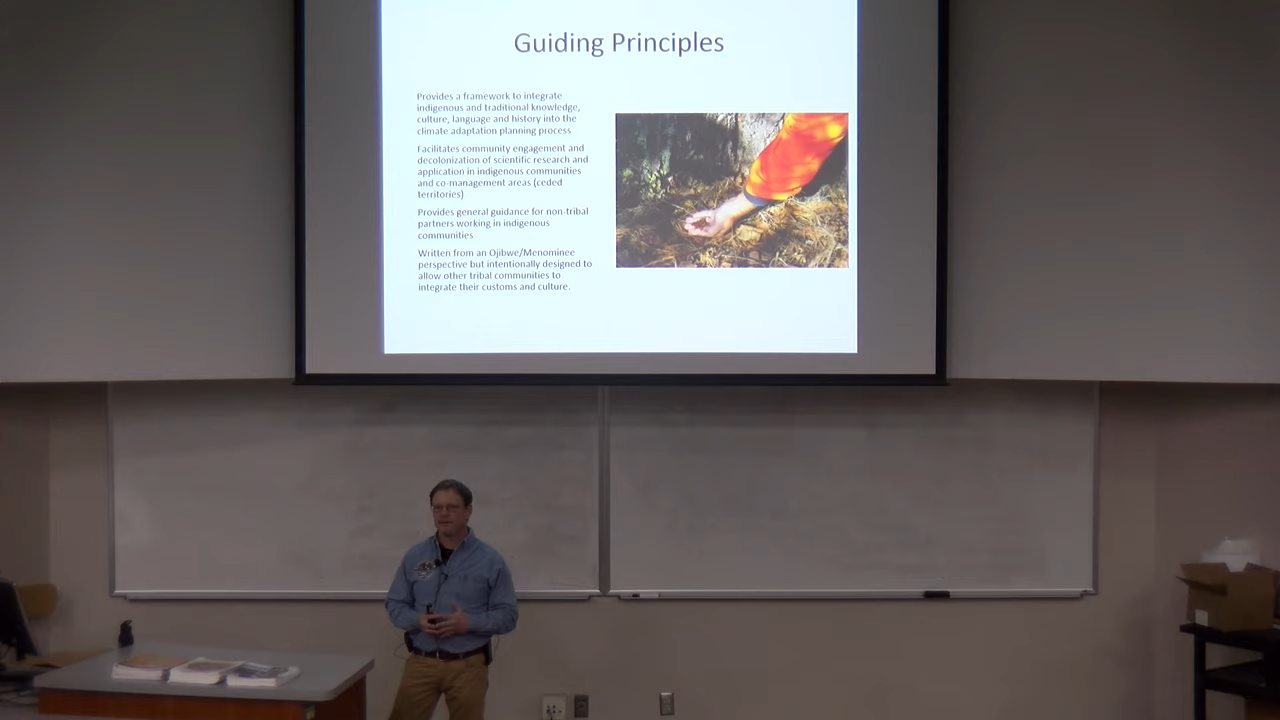 Guiding Principles
Provides a framework to integrate
indigenous and traditional knowledge,
culture, language and history into the
climate adaptation planning process
Facilitates community engagement and
decolonization of scientific research and
application in indigenous communities
and co-management areas (ceded
territories)
Provides general guidance for non-tribal
partners working in indigenous
communities
Written from an Ojibwe/Menominee
perspective but intentionally designed to
allow other tribal communities to
integrate their customs and culture.